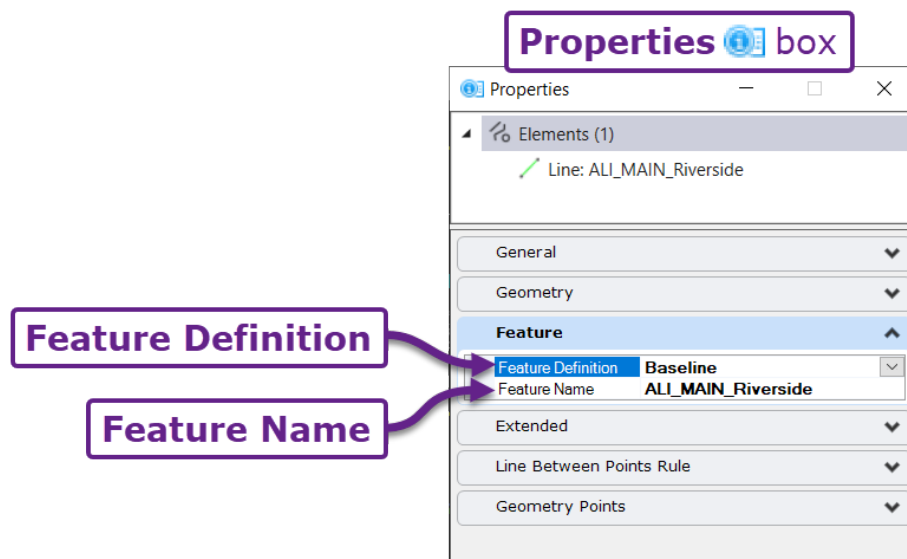 Properties box
Properties
Elements (1)
Line: ALI_MAIN_Riverside
General
Geometry
Feature
Feature Definition
Feature Definition Baseline
Feature Name ALI_MAIN_Riverside
Feature Name
Extended
Line Between Points Rule
Geometry Points